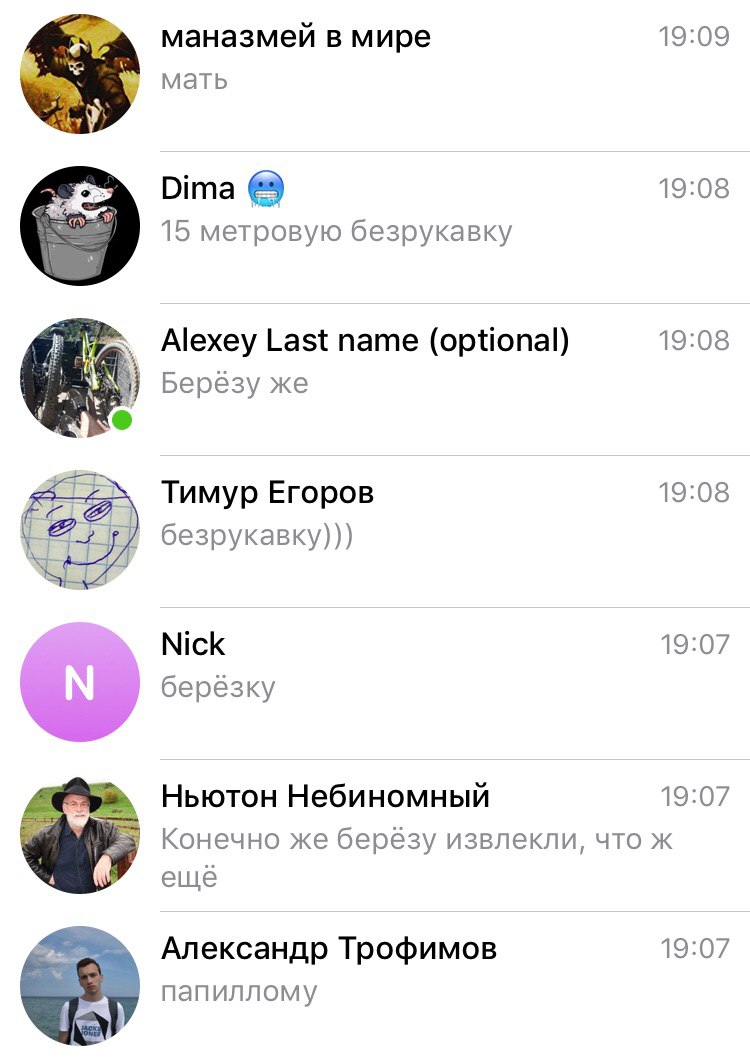 маназмей в мире 19:09
мать
Dima 🥶 19:08
15 метровую безрукавку
Alexey Last name (optional) 19:08
Берёзу же
Тимур Егоров 19:08
безрукавку)))
N
Nick 19:07
берёзку
Ньютон Небиномный 19:07
Конечно же берёзу извлекли, что ж
ещё
Александр Трофимов 19:07
папиллому
JACK&
JONES